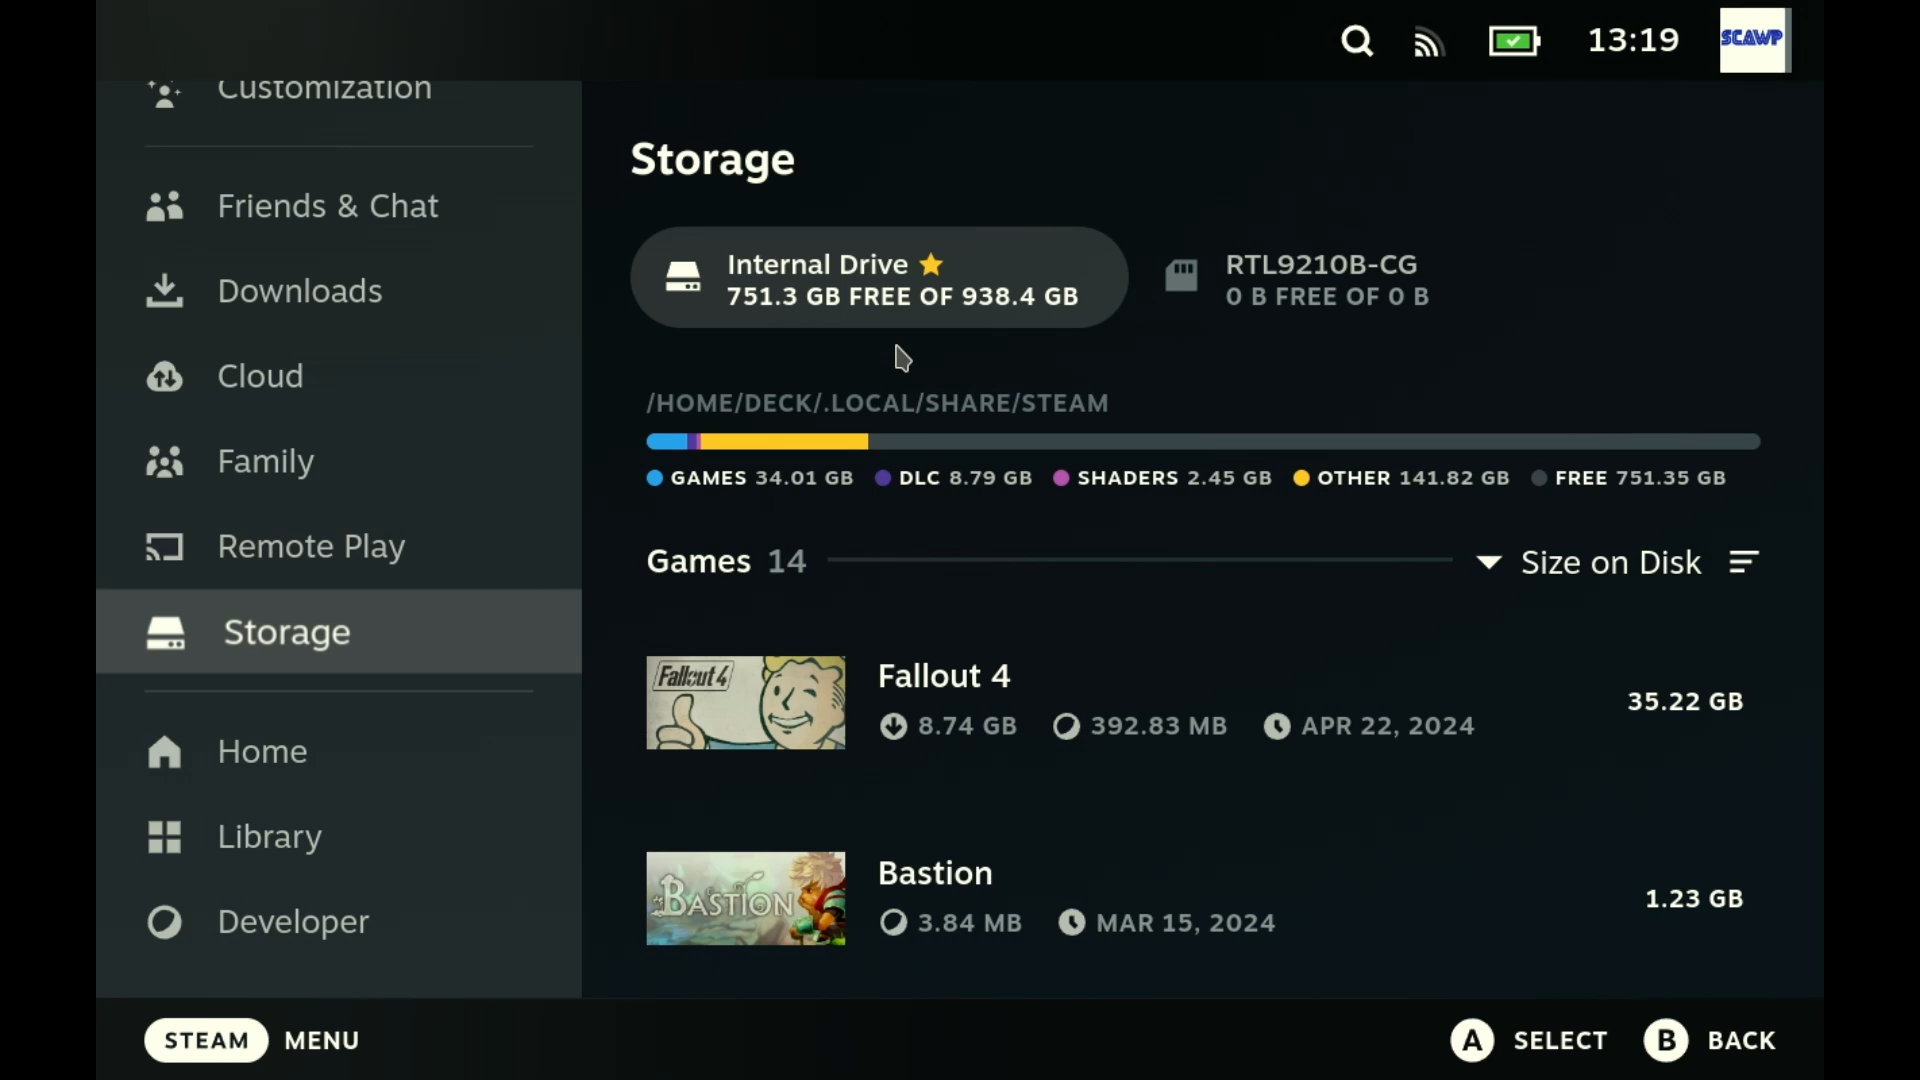 13:19
SCAWP
Customization
Friends & Chat
Downloads
Cloud
Family
Remote Play
Storage
Home
Library
Developer
Storage
Internal Drive
751.3 GB FREE OF 938.4 GB
RTL9210B-CG
0 B FREE OF 0 B
/HOME/DECK/.LOCAL/SHARE/STEAM
GAMES 34.01 GB DLC 8.79 GB SHADERS 2.45 GB OTHER 141.82 GB FREE 751.35 GB
Games 14 Size on Disk
Fallout 4
Fallout 4
8.74 GB 392.83 MB APR 22, 2024
35.22 GB
BASTION
Bastion
3.84 MB MAR 15, 2024
1.23 GB
STEAM MENU
A SELECT B BACK